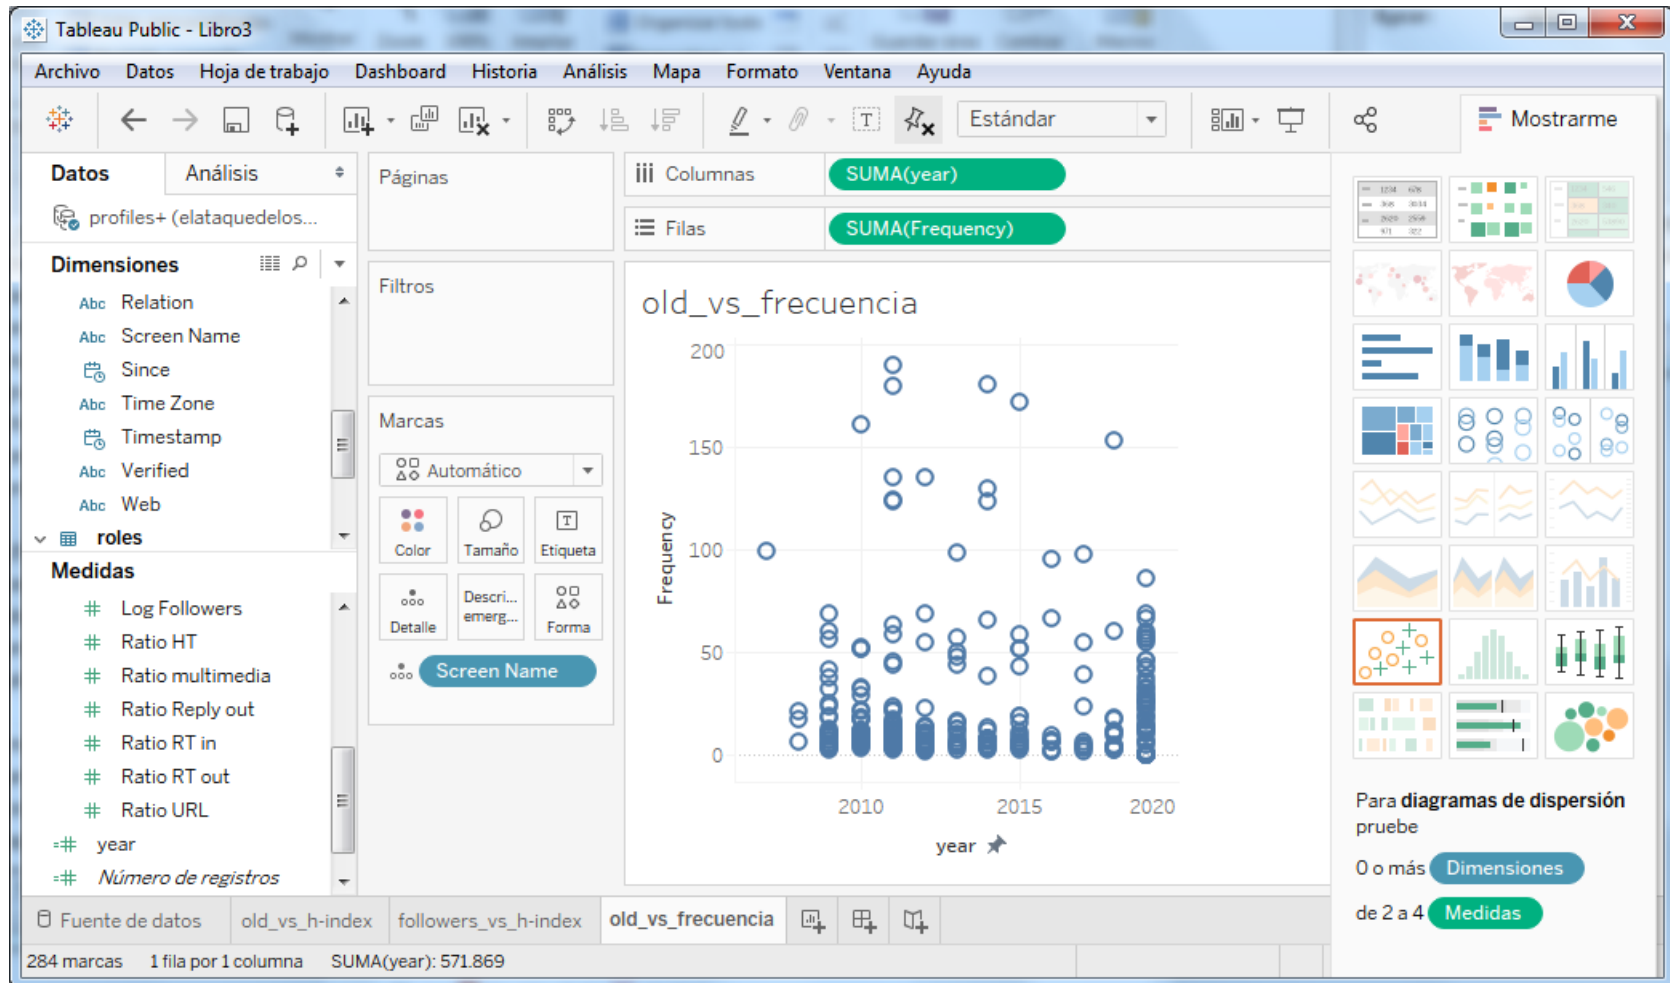 Tableau Public - Libro3
Archivo Datos Hoja de trabajo Dashboard Historia Análisis Mapa Formato Ventana Ayuda
Estándar
Mostrarme
Datos Análisis
profiles+ (elataquedelos...
Dimensiones
Abc Relation
Abc Screen Name
Since
Abc Time Zone
Timestamp
Abc Verified
Abc Web
roles
Medidas
# Log Followers
# Ratio HT
# Ratio multimedia
# Ratio Reply out
# Ratio RT in
# Ratio RT out
# Ratio URL
=# year
=# Número de registros
Páginas
Filtros
Marcas
Automático
Color Tamaño Etiqueta
Detalle Descri... emerg... Forma
Screen Name
Columnas SUMA(year)
Filas SUMA(Frequency)
old_vs_frecuencia
Frequency
200
150
100
50
0
2010 2015 2020
year
Para diagramas de dispersión
pruebe
0 o más Dimensiones
de 2 a 4 Medidas
Fuente de datos old_vs_h-index followers_vs_h-index old_vs_frecuencia
284 marcas 1 fila por 1 columna SUMA(year): 571.869